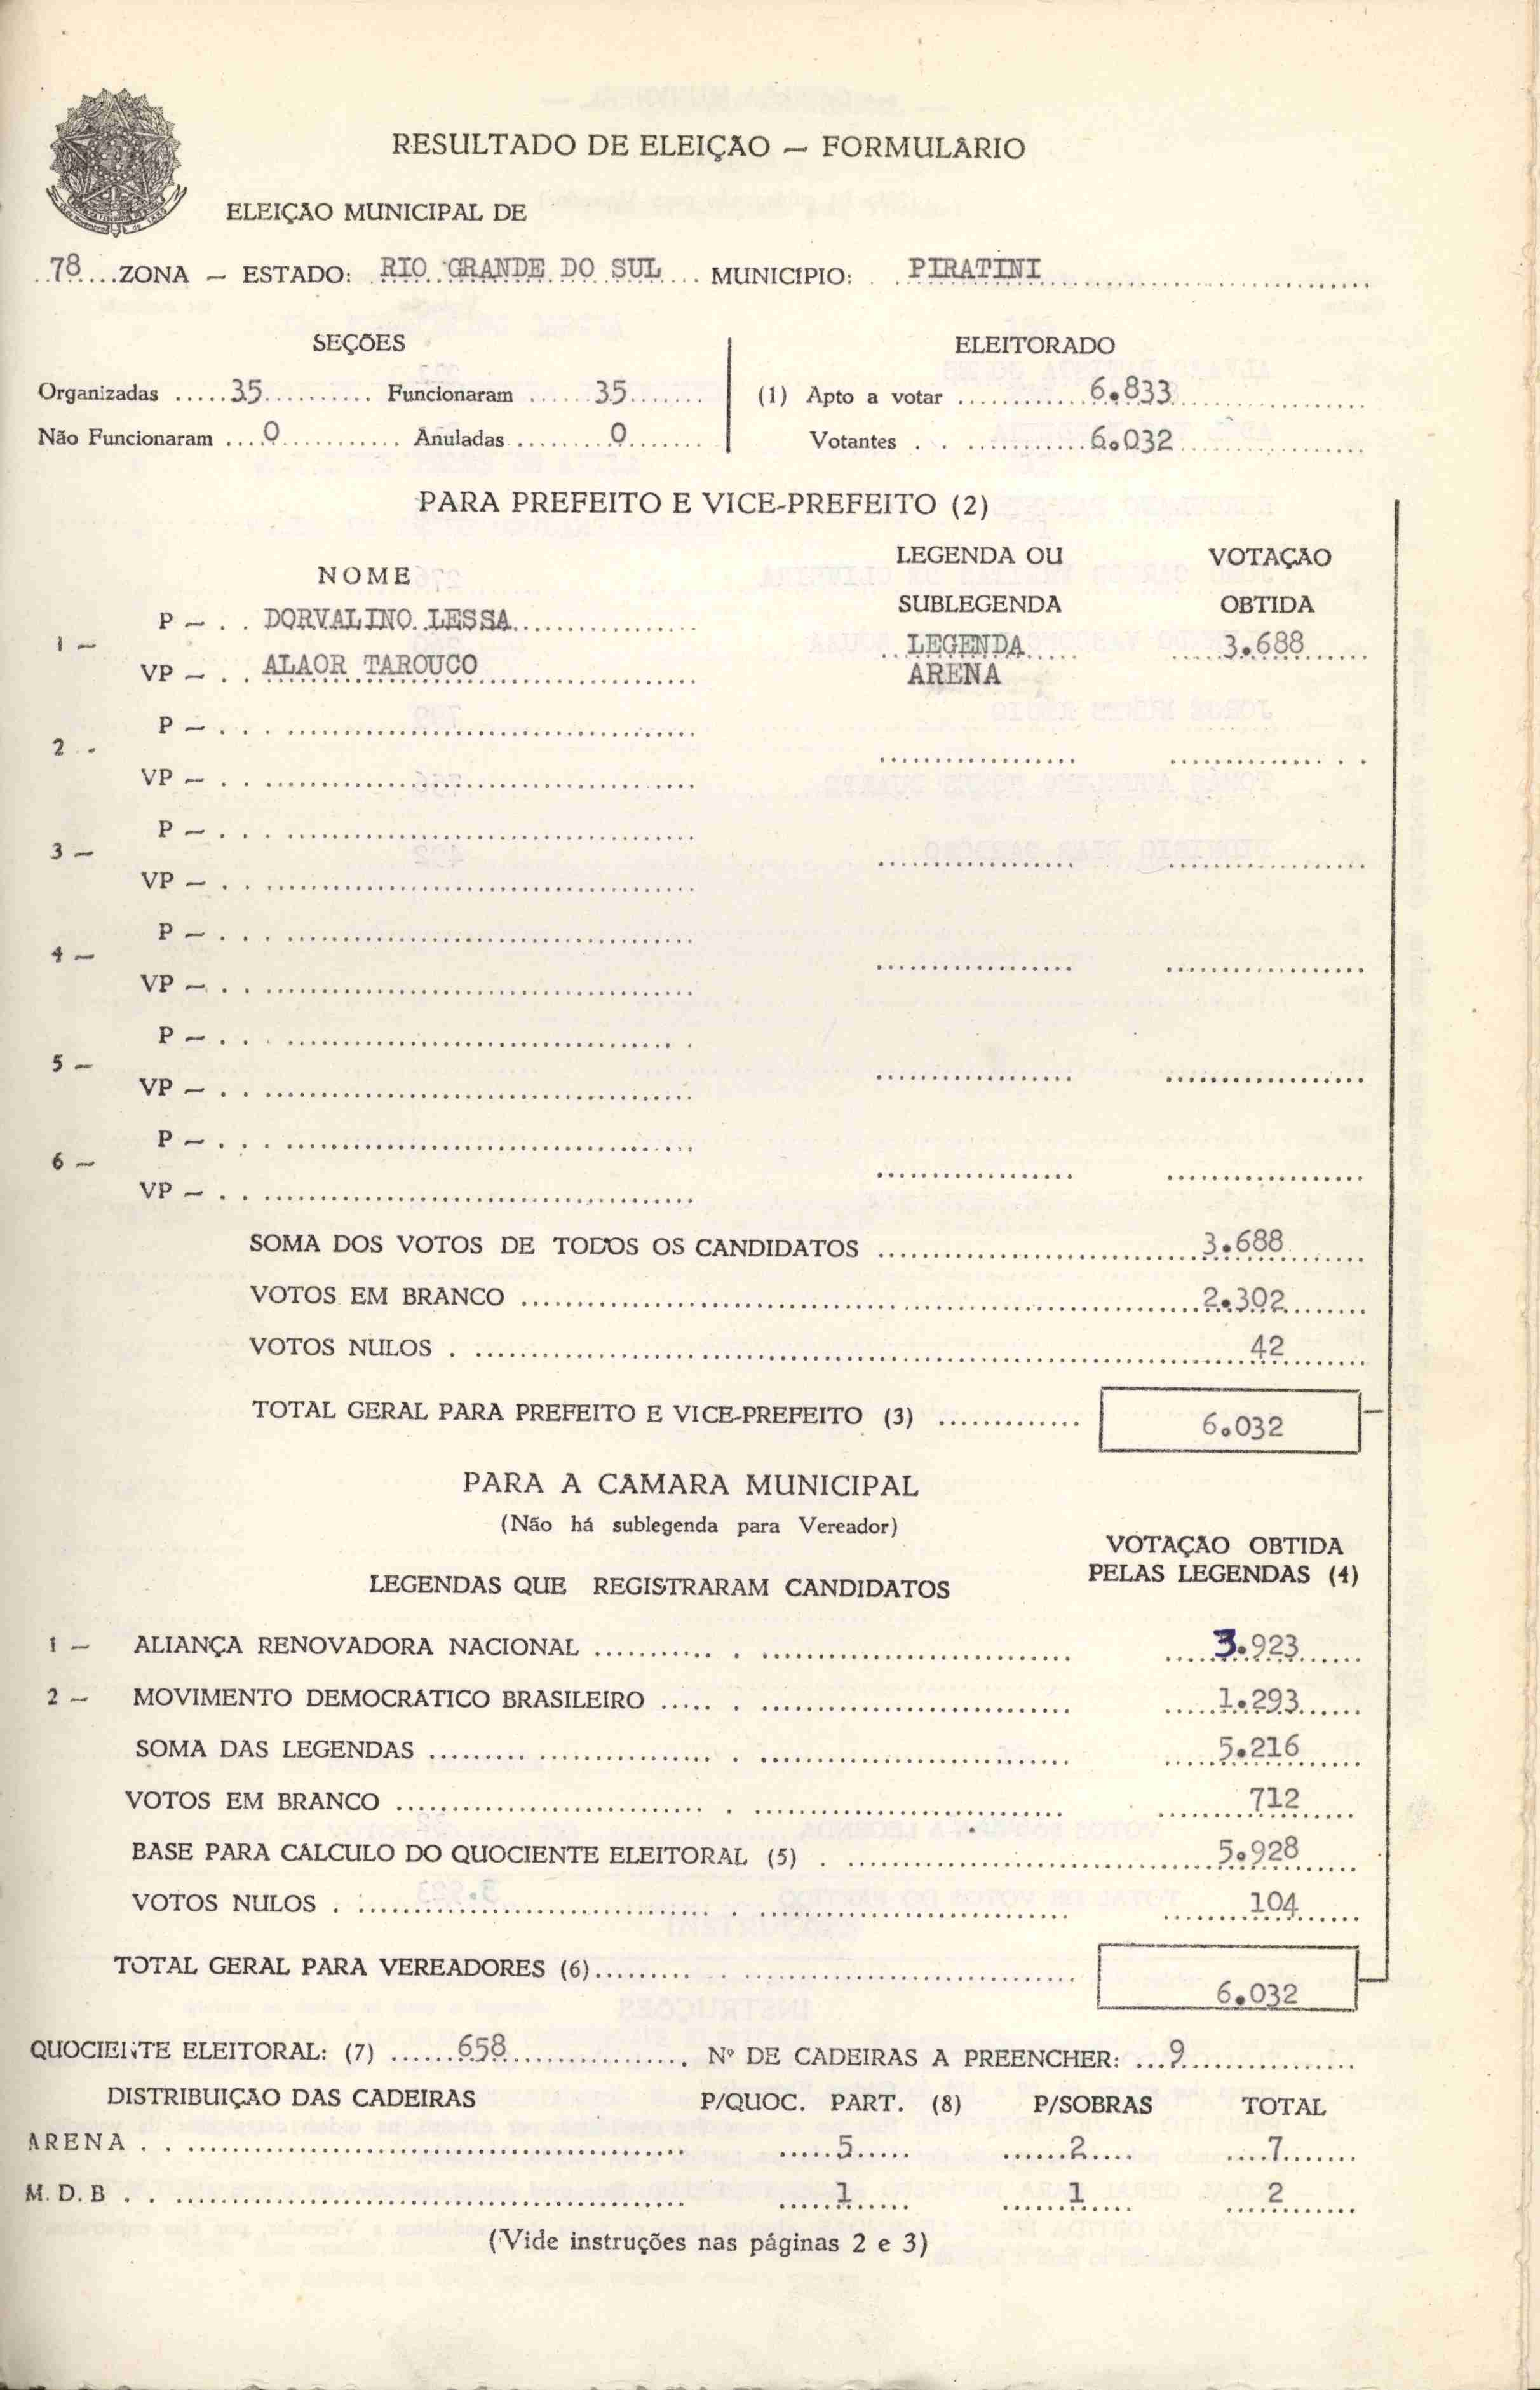 RESULTADO DE ELEIÇÃO — FORMULÁRIO
ELEIÇÃO MUNICIPAL DE
78 ZONA — ESTADO: RIO GRANDE DO SUL MUNICIPIO: PIRATINI
SEÇÕES ELEITORADO
Organizadas 35 Funcionaram 35 (1) Apto a votar 6.833
Não Funcionaram 0 Anuladas 0 Votantes 6.032
PARA PREFEITO E VICE-PREFEITO (2)
NOME LEGENDA OU SUBLEGENDA VOTAÇÃO OBTIDA
1 — P — DORVALINO LESSA
VP — ALAOR TAROUCO LEGENDA ARENA 3.688
2 - P —
VP —
3 — P —
VP —
4 — P —
VP —
5 — P —
VP —
6 — P —
VP —
SOMA DOS VOTOS DE TODOS OS CANDIDATOS 3.688
VOTOS EM BRANCO 2.302
VOTOS NULOS 42
TOTAL GERAL PARA PREFEITO E VICE-PREFEITO (3) 6.032
PARA A CÂMARA MUNICIPAL
(Não há sublegenda para Vereador)
LEGENDAS QUE REGISTRARAM CANDIDATOS VOTAÇÃO OBTIDA PELAS LEGENDAS (4)
1 — ALIANÇA RENOVADORA NACIONAL 3.923
2 — MOVIMENTO DEMOCRÁTICO BRASILEIRO 1.293
SOMA DAS LEGENDAS 5.216
VOTOS EM BRANCO 712
BASE PARA CÁLCULO DO QUOCIENTE ELEITORAL (5) 5.928
VOTOS NULOS 104
TOTAL GERAL PARA VEREADORES (6) 6.032
QUOCIENTE ELEITORAL: (7) 658 Nº DE CADEIRAS A PREENCHER: 9
DISTRIBUIÇÃO DAS CADEIRAS P/QUOC. PART. (8) P/SOBRAS TOTAL
ARENA 5 2 7
M. D. B 1 1 2
(Vide instruções nas páginas 2 e 3)